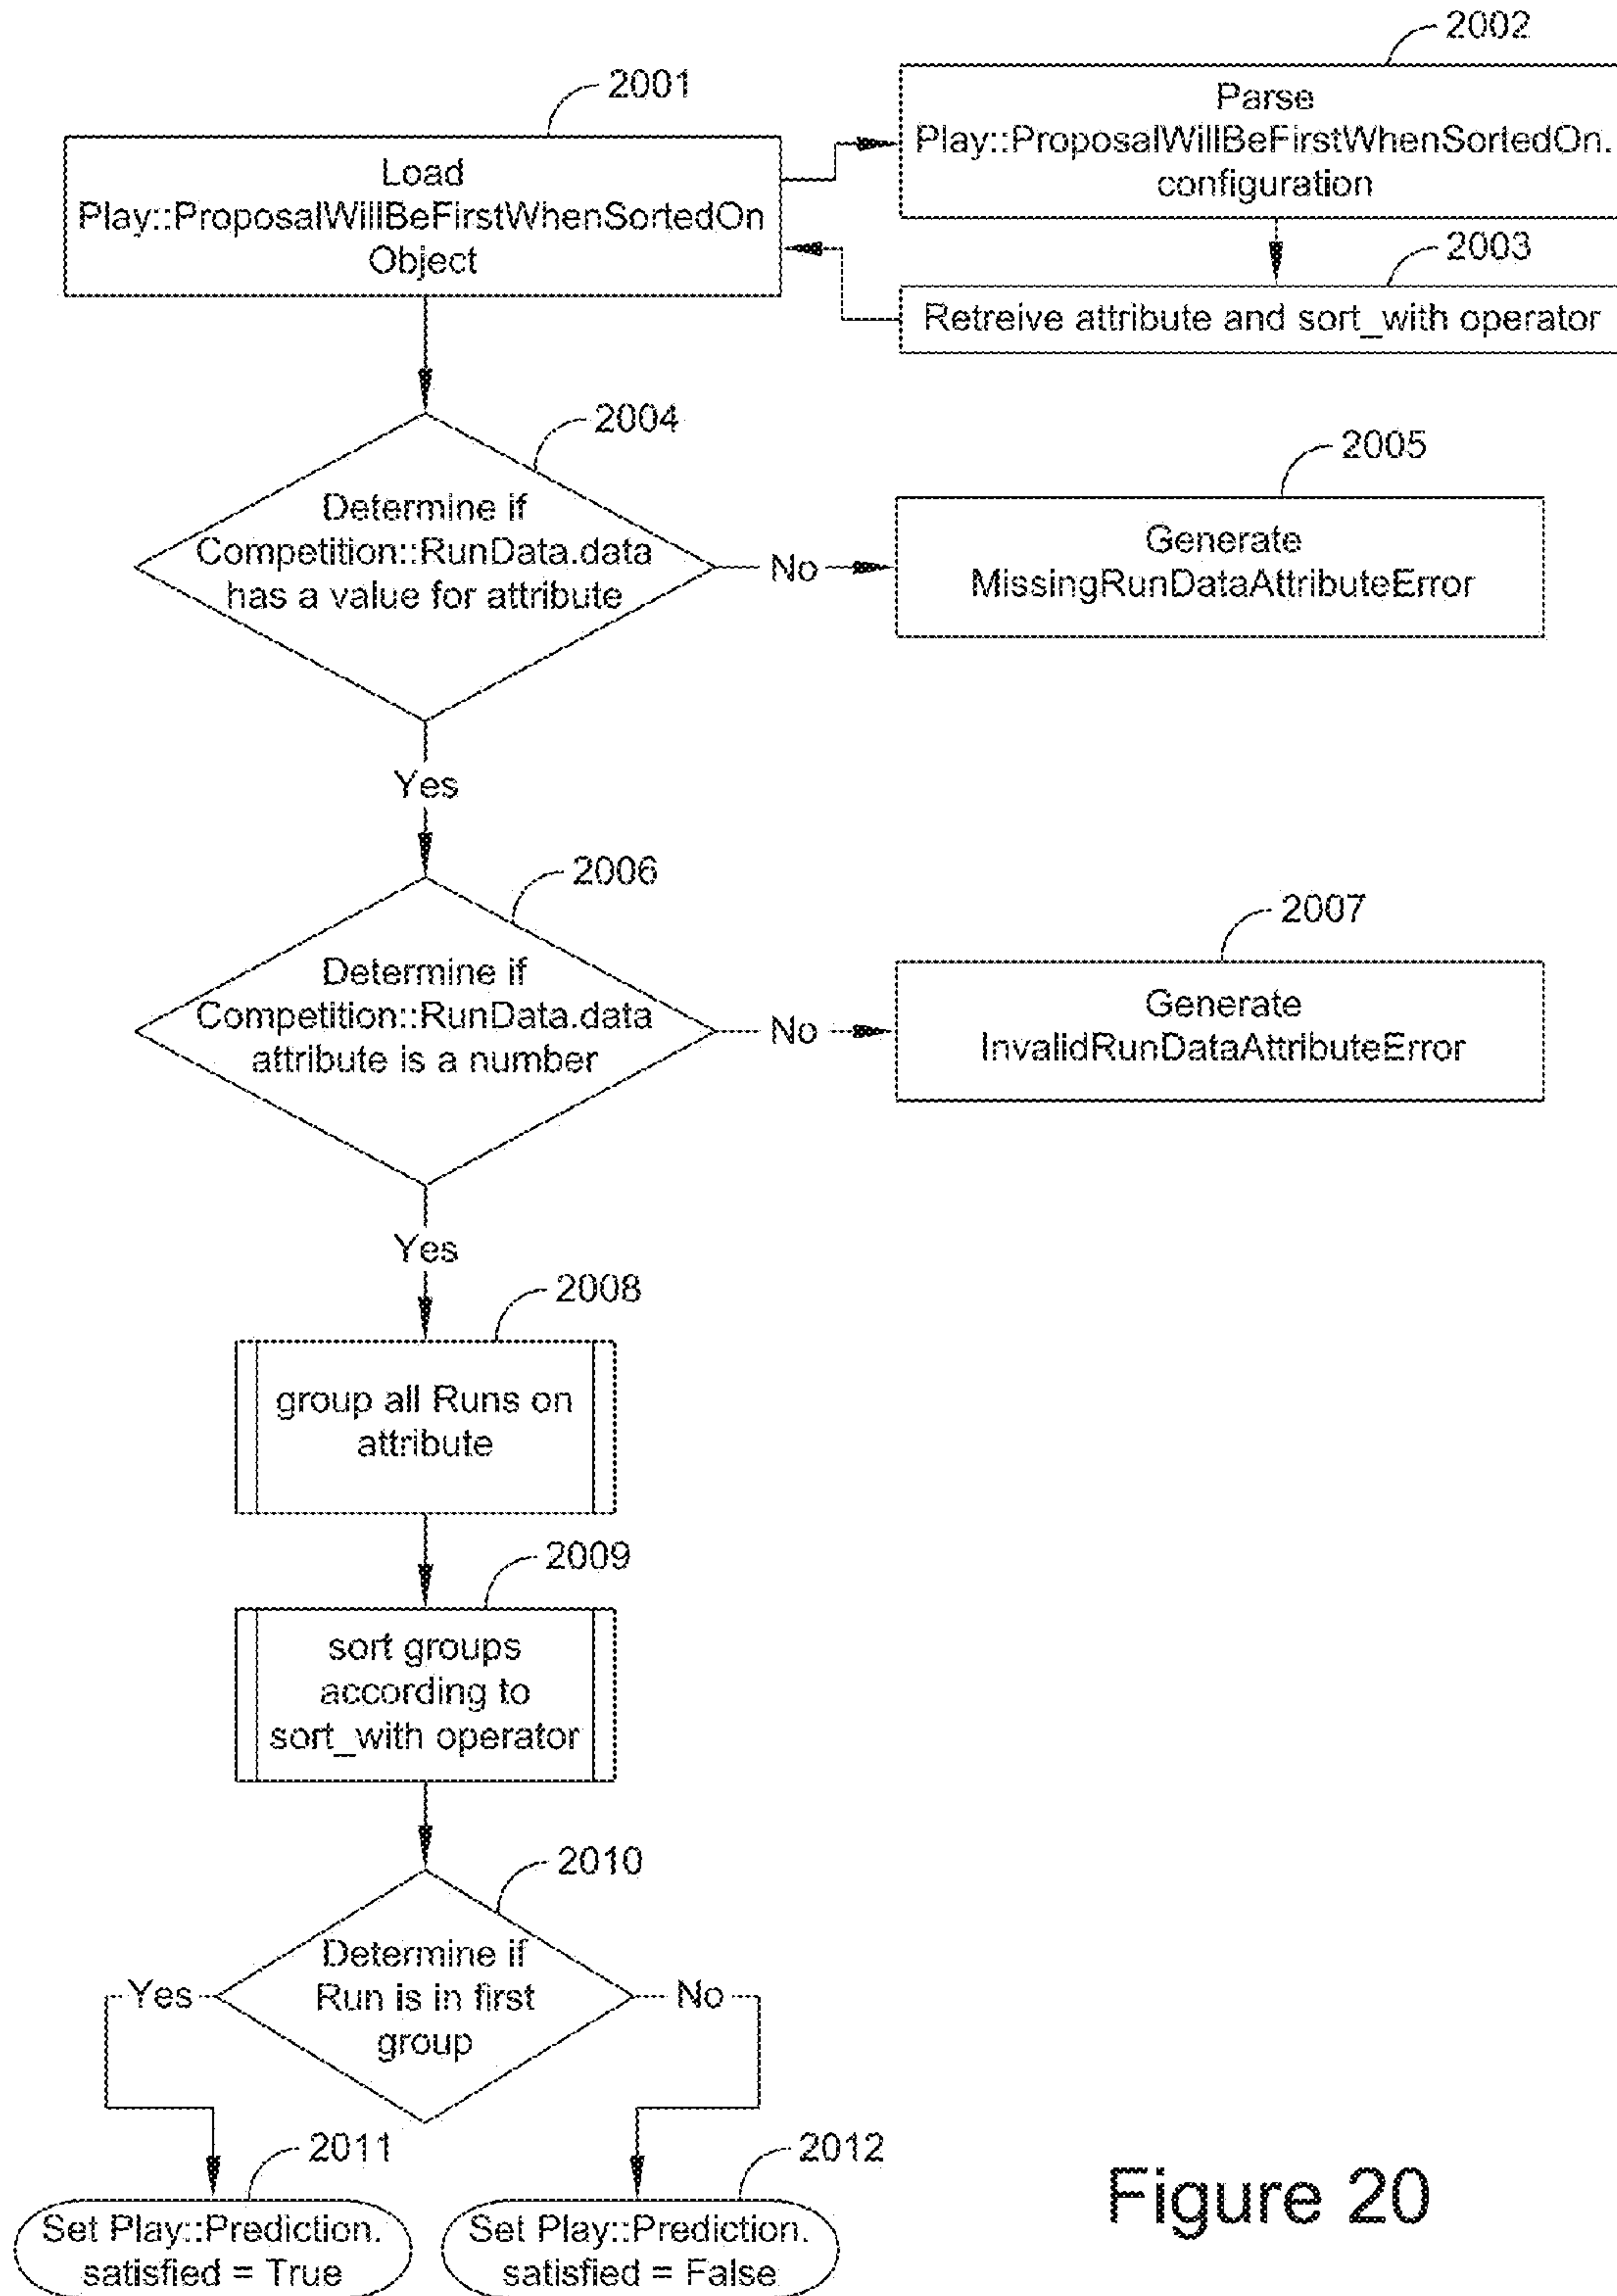 2001
Load
Play::ProposalWillBeFirstWhenSortedOn
Object
2002
Parse
Play::ProposalWillBeFirstWhenSortedOn.
configuration
2003
Retreive attribute and sort_with operator
2004
Determine if
Competition::RunData.data
has a value for attribute
No
2005
Generate
MissingRunDataAttributeError
Yes
2006
Determine if
Competition::RunData.data
attribute is a number
No
2007
Generate
InvalidRunDataAttributeError
Yes
2008
group all Runs on
attribute
2009
sort groups
according to
sort_with operator
2010
Determine if
Run is in first
group
Yes
No
2011
Set Play::Prediction.
satisfied = True
2012
Set Play::Prediction.
satisfied = False
Figure 20